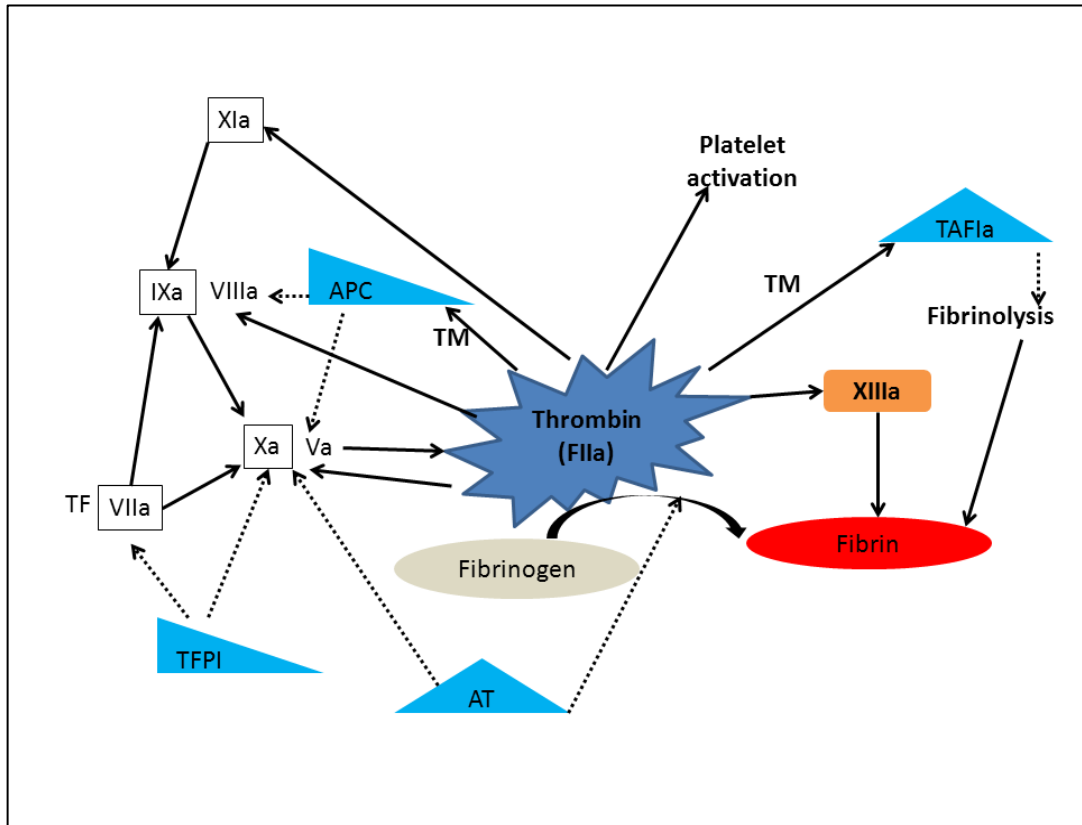 XIa
Platelet
activation
TAFIa
IXa VIIIa APC
TM
TM
Fibrinolysis
Thrombin
(FIIa)
XIIIa
Xa Va
TF VIIa
Fibrinogen
Fibrin
TFPI
AT